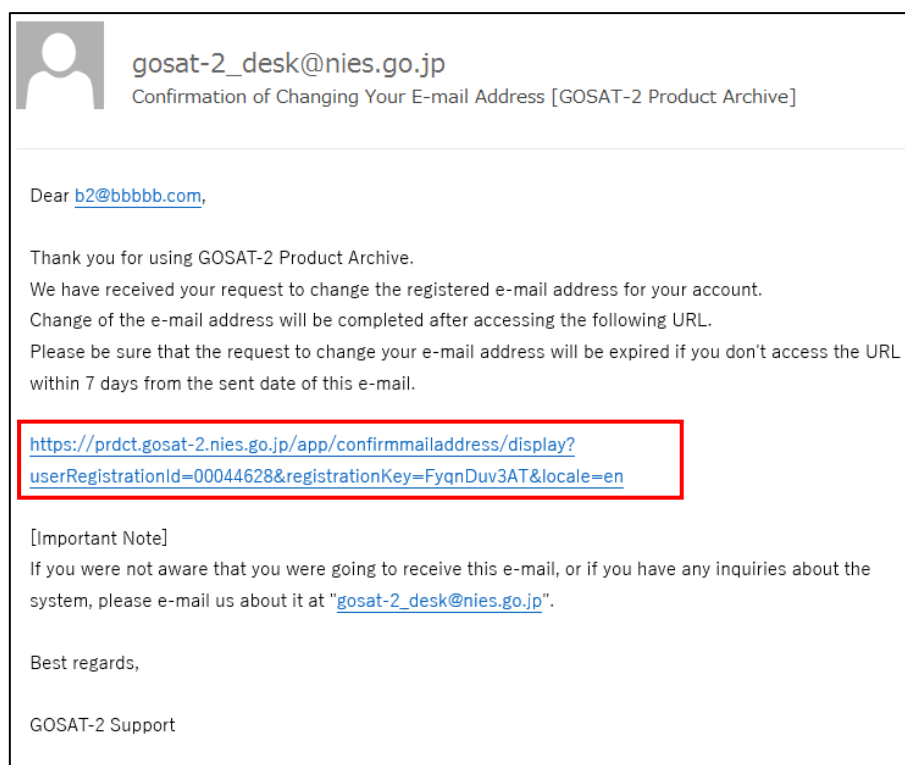 gosat-2_desk@nies.go.jp
Confirmation of Changing Your E-mail Address [GOSAT-2 Product Archive]
Dear b2@bbbbb.com,
Thank you for using GOSAT-2 Product Archive.
We have received your request to change the registered e-mail address for your account.
Change of the e-mail address will be completed after accessing the following URL.
Please be sure that the request to change your e-mail address will be expired if you don't access the URL
within 7 days from the sent date of this e-mail.
https://prdct.gosat-2.nies.go.jp/app/confirmmailaddress/display?
userRegistrationId=00044628&registrationKey=FyqnDuv3AT&locale=en
[Important Note]
If you were not aware that you were going to receive this e-mail, or if you have any inquiries about the
system, please e-mail us about it at "gosat-2_desk@nies.go.jp".
Best regards,
GOSAT-2 Support